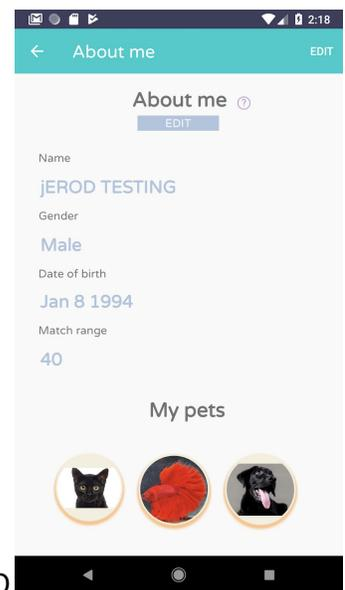 2:18
About me EDIT
About me ?
EDIT
Name
jEROD TESTING
Gender
Male
Date of birth
Jan 8 1994
Match range
40
My pets